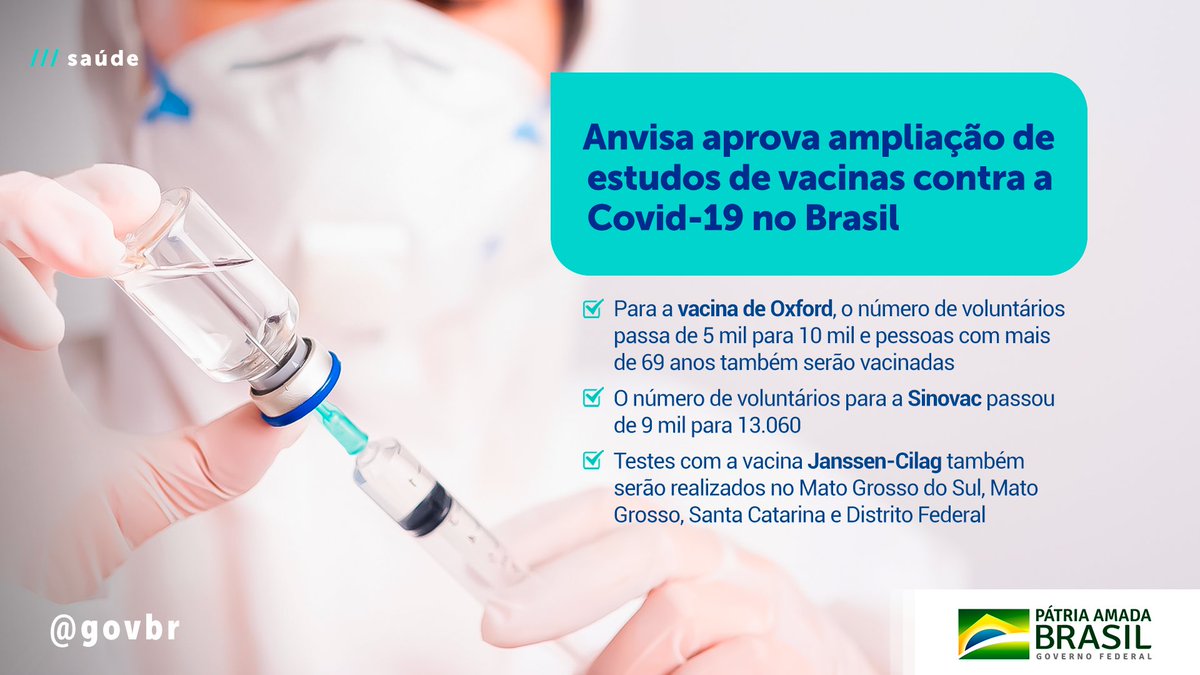 /// saúde
Anvisa aprova ampliação de
estudos de vacinas contra a
Covid-19 no Brasil
Para a vacina de Oxford, o número de voluntários
passa de 5 mil para 10 mil e pessoas com mais
de 69 anos também serão vacinadas
O número de voluntários para a Sinovac passou
de 9 mil para 13.060
Testes com a vacina Janssen-Cilag também
serão realizados no Mato Grosso do Sul, Mato
Grosso, Santa Catarina e Distrito Federal
@govbr
PÁTRIA AMADA
BRASIL
GOVERNO FEDERAL